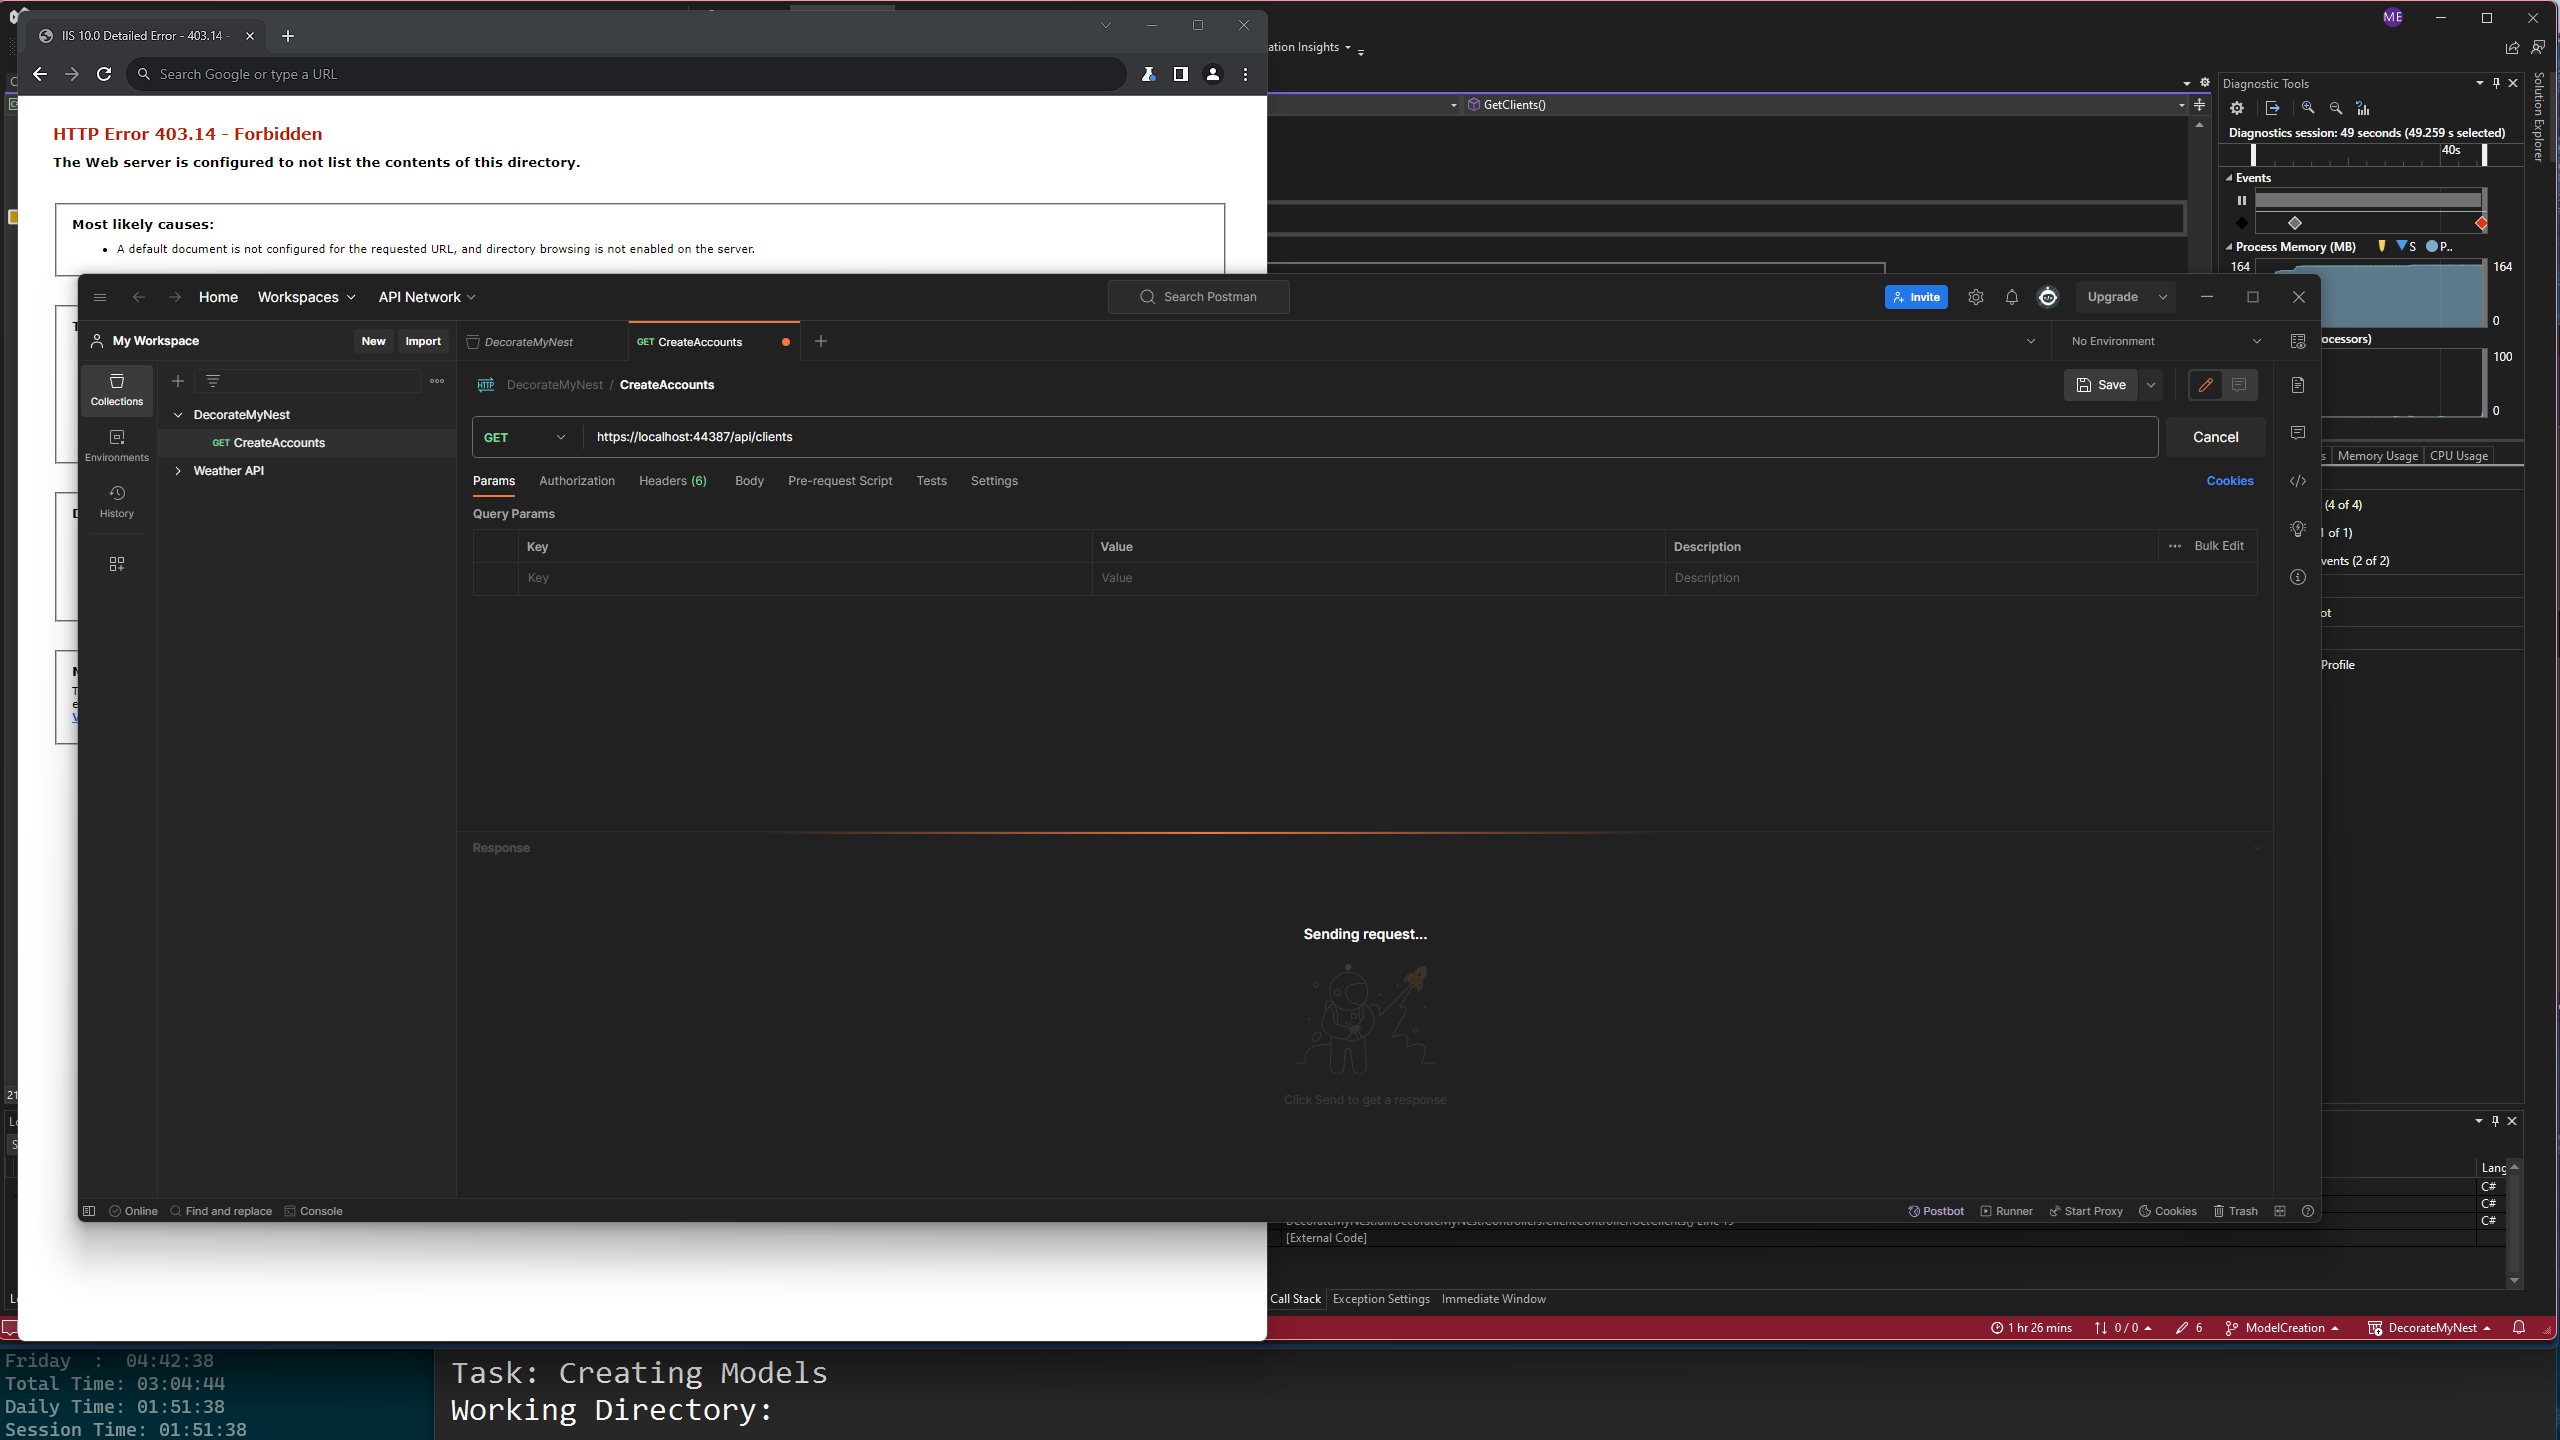 ME
IIS 10.0 Detailed Error - 403.14 -
ation Insights
Search Google or type a URL
Diagnostic Tools
Solution Explorer
GetClients()
HTTP Error 403.14 - Forbidden
The Web server is configured to not list the contents of this directory.
Diagnostics session: 49 seconds (49.259 s selected)
40s
Events
Most likely causes:
A default document is not configured for the requested URL, and directory browsing is not enabled on the server.
Process Memory (MB) S P..
164 164
0
Home Workspaces API Network
Search Postman
Invite
Upgrade
My Workspace New Import
DecorateMyNest
GET CreateAccounts
No Environment
ocessors)
100
0
Collections
HTTP DecorateMyNest / CreateAccounts
Save
DecorateMyNest
GET CreateAccounts
Weather API
Environments
History
GET https://localhost:44387/api/clients
Cancel
s Memory Usage CPU Usage
Params Authorization Headers (6) Body Pre-request Script Tests Settings
Cookies
Query Params
Key Value Description Bulk Edit
Key Value Description
(4 of 4)
1 of 1)
vents (2 of 2)
ot
Profile
Response
Sending request...
Click Send to get a response
21
Lang
C#
C#
C#
Online Find and replace Console
Postbot Runner Start Proxy Cookies Trash
[External Code]
Call Stack Exception Settings Immediate Window
1 hr 26 mins 0 / 0 6 ModelCreation DecorateMyNest
Friday : 04:42:38
Total Time: 03:04:44
Daily Time: 01:51:38
Session Time: 01:51:38
Task: Creating Models
Working Directory: